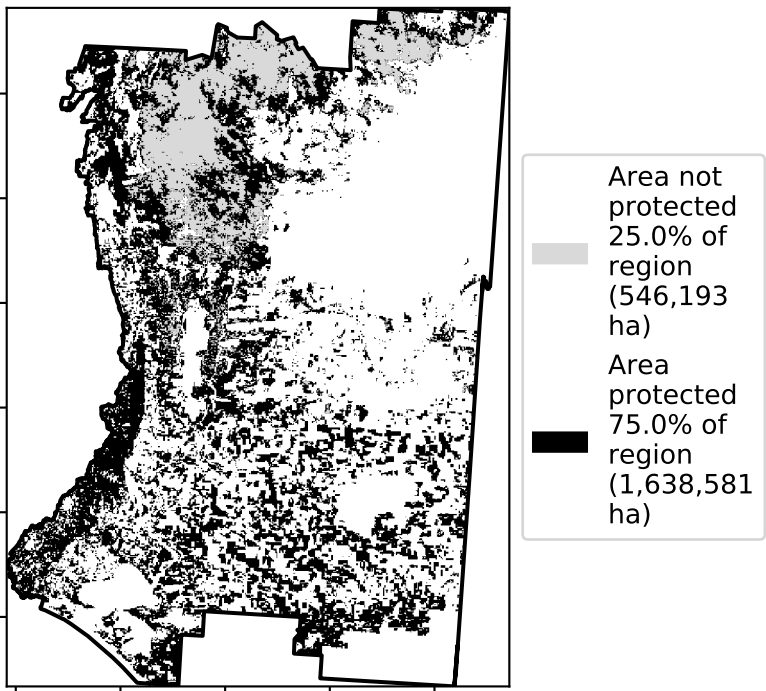 Area not
protected
25.0% of
region
(546,193
ha)
Area
protected
75.0% of
region
(1,638,581
ha)